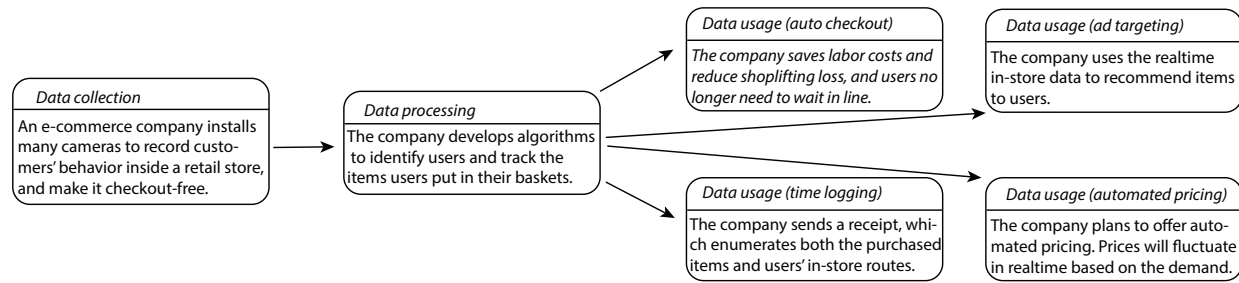 Data collection
An e-commerce company installs
many cameras to record custo-
mers' behavior inside a retail store,
and make it checkout-free.
Data processing
The company develops algorithms
to identify users and track the
items users put in their baskets.
Data usage (auto checkout)
The company saves labor costs and
reduce shoplifting loss, and users no
longer need to wait in line.
Data usage (ad targeting)
The company uses the realtime
in-store data to recommend items
to users.
Data usage (time logging)
The company sends a receipt, whi-
ch enumerates both the purchased
items and users' in-store routes.
Data usage (automated pricing)
The company plans to offer auto-
mated pricing. Prices will fluctuate
in realtime based on the demand.